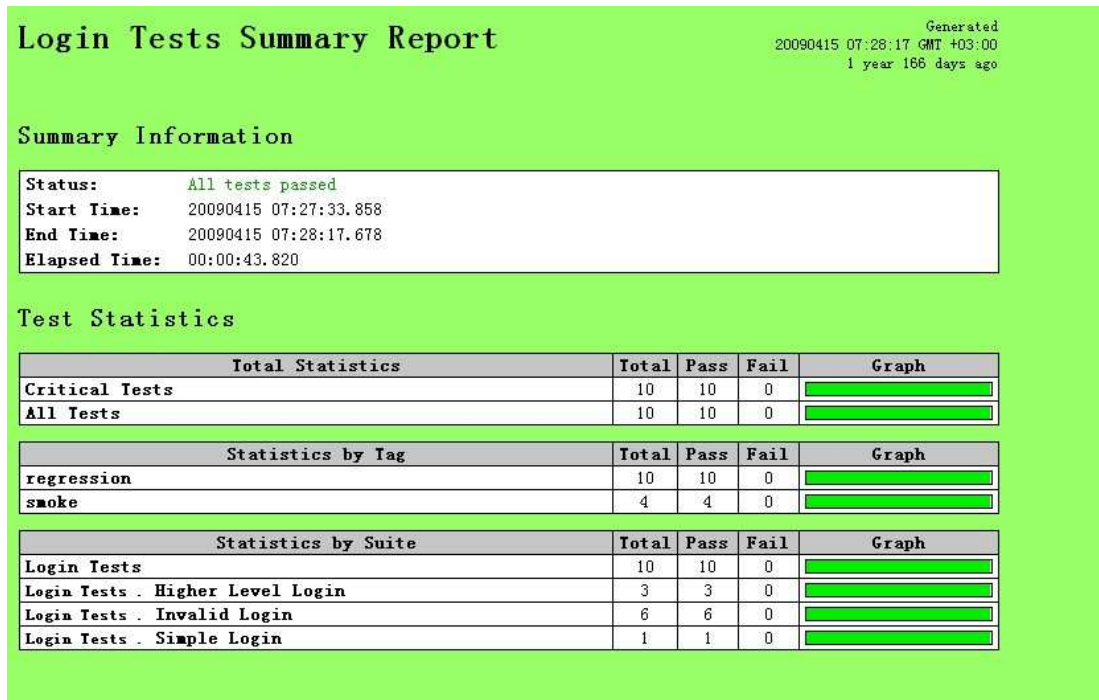 Login Tests Summary Report
Generated
20090415 07:28:17 GMT +03:00
1 year 166 days ago
Summary Information
Status: All tests passed
Start Time: 20090415 07:27:33.858
End Time: 20090415 07:28:17.678
Elapsed Time: 00:00:43.820
Test Statistics
Total Statistics Total Pass Fail Graph
Critical Tests 10 10 0
All Tests 10 10 0
Statistics by Tag Total Pass Fail Graph
regression 10 10 0
smoke 4 4 0
Statistics by Suite Total Pass Fail Graph
Login Tests 10 10 0
Login Tests . Higher Level Login 3 3 0
Login Tests . Invalid Login 6 6 0
Login Tests . Simple Login 1 1 0